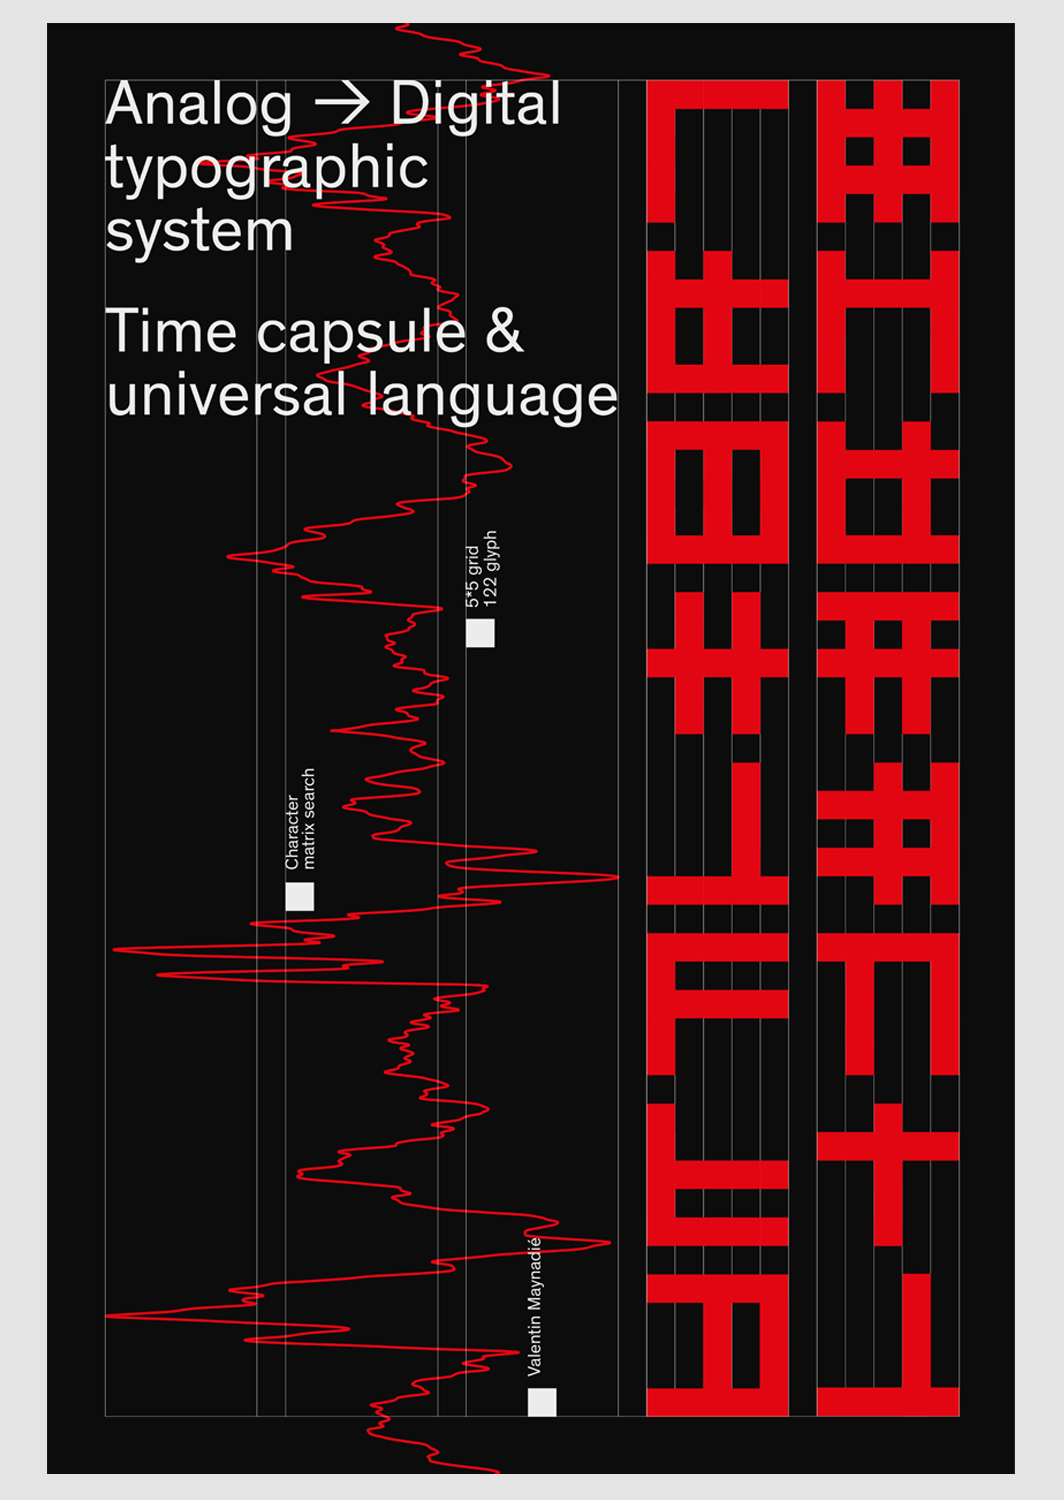 Analog → Digital
typographic
system
Time capsule &
universal language
5*5 grid
122 glyph
Character
matrix search
Valentin Maynadié